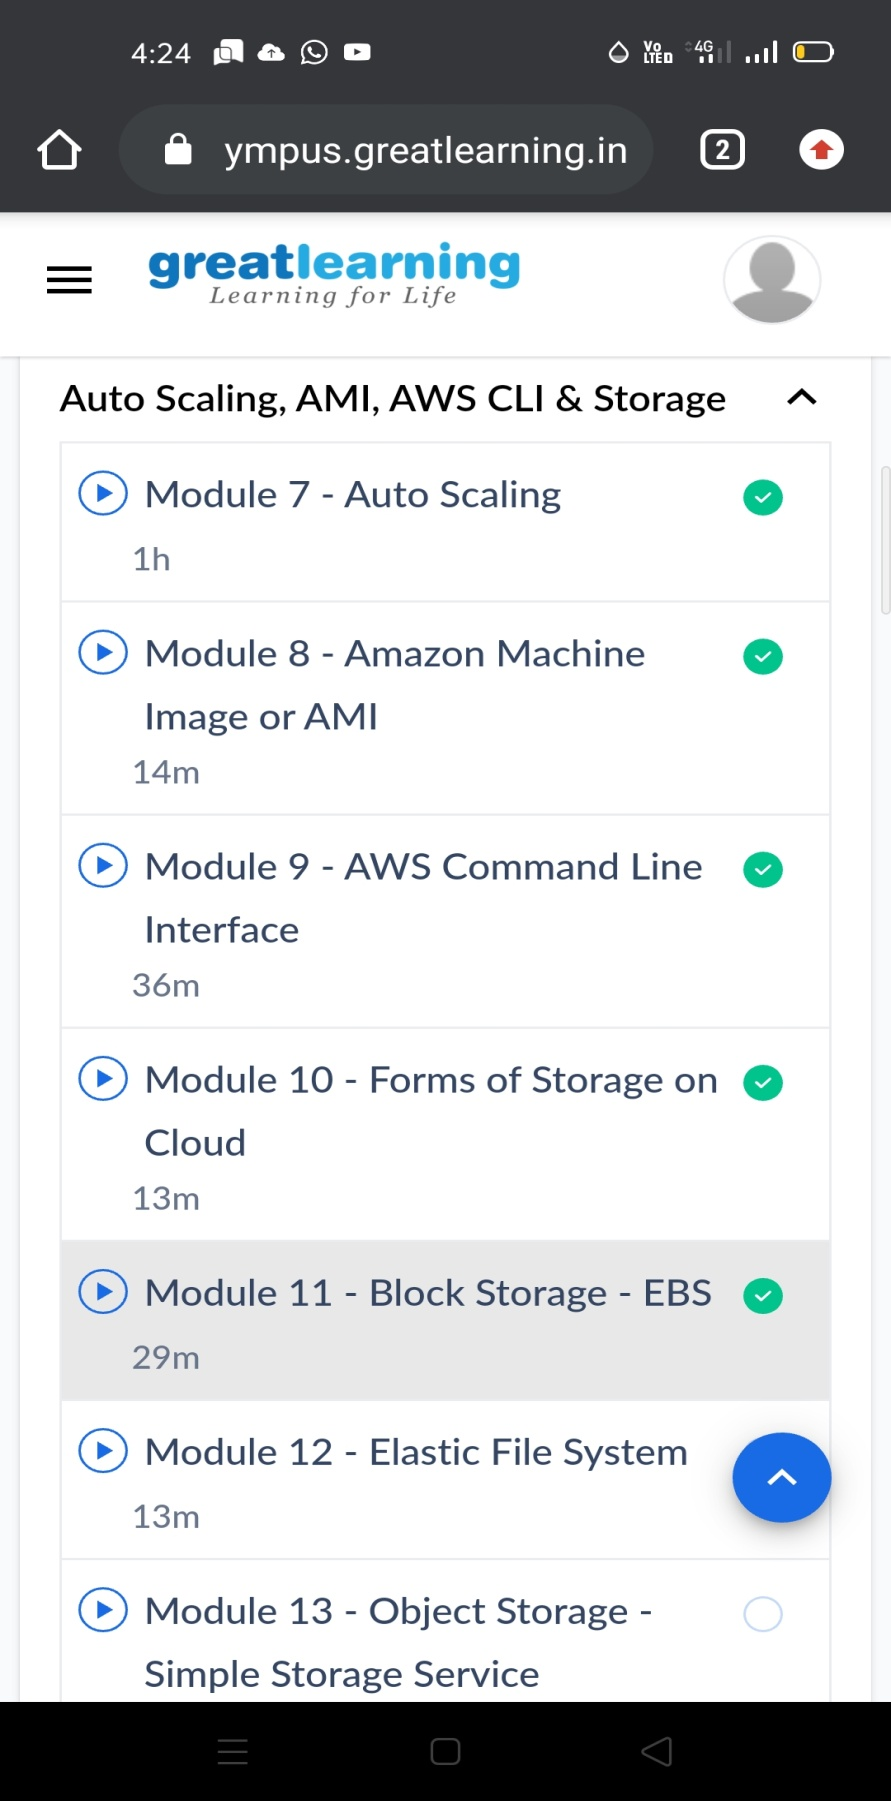 4:24
Vo LTED 4G
ympus.greatlearning.in
2
greatlearning
Learning for Life
Auto Scaling, AMI, AWS CLI & Storage
Module 7 - Auto Scaling
1h
Module 8 - Amazon Machine
Image or AMI
14m
Module 9 - AWS Command Line
Interface
36m
Module 10 - Forms of Storage on
Cloud
13m
Module 11 - Block Storage - EBS
29m
Module 12 - Elastic File System
13m
Module 13 - Object Storage -
Simple Storage Service